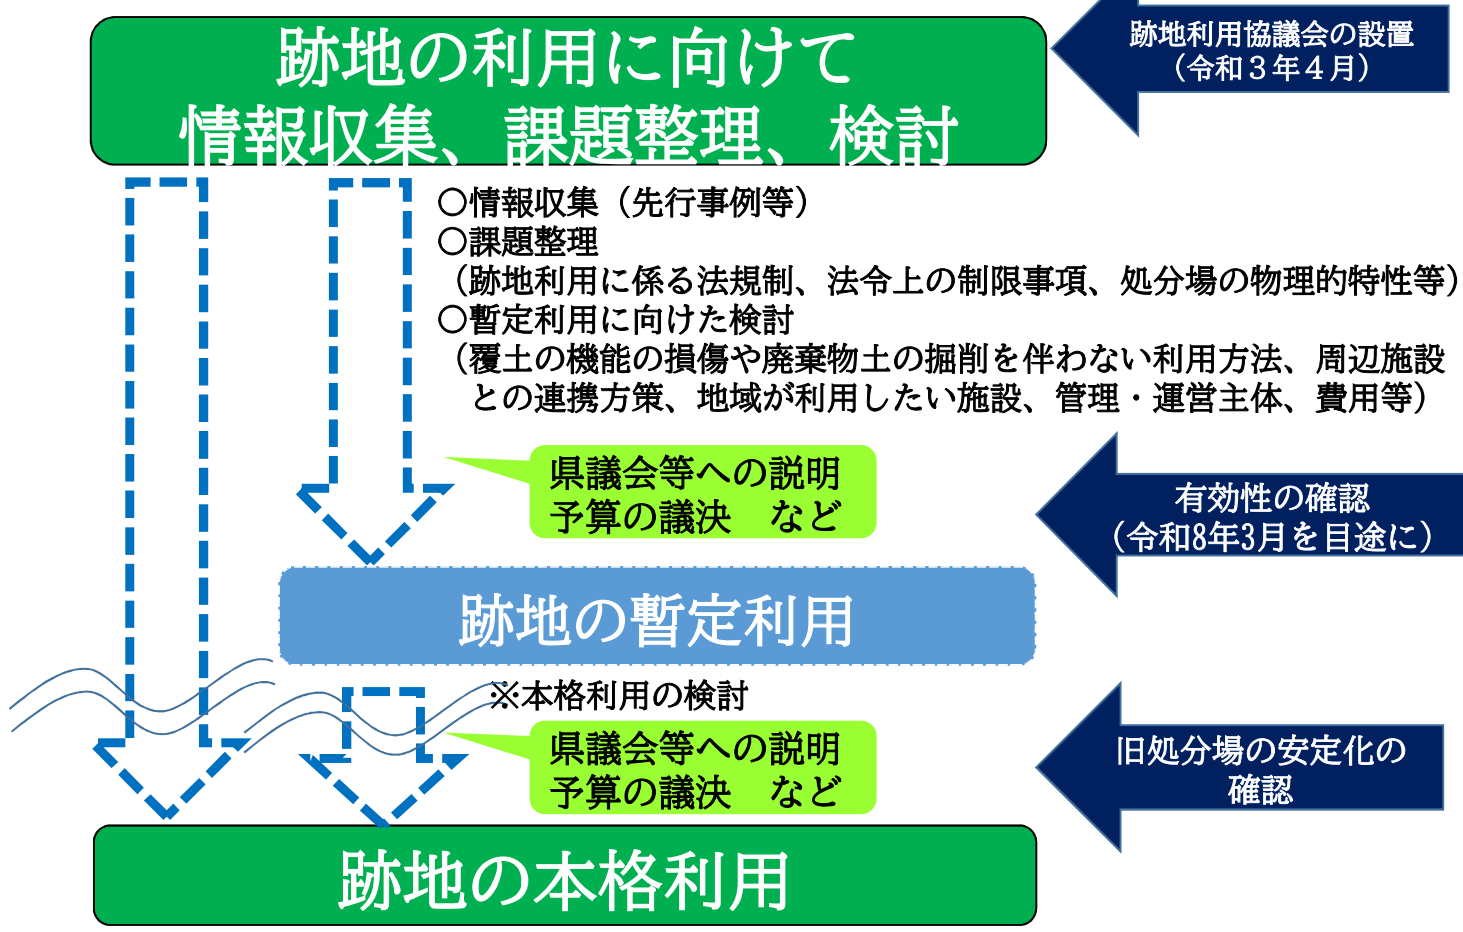 跡地の利用に向けて
情報収集、課題整理、検討
跡地利用協議会の設置
（令和３年４月）
〇情報収集（先行事例等）
〇課題整理
（跡地利用に係る法規制、法令上の制限事項、処分場の物理的特性等）
〇暫定利用に向けた検討
（覆土の機能の損傷や廃棄物土の掘削を伴わない利用方法、周辺施設
との連携方策、地域が利用したい施設、管理・運営主体、費用等）
県議会等への説明
予算の議決　など
有効性の確認
（令和8年3月を目途に）
跡地の暫定利用
※本格利用の検討
県議会等への説明
予算の議決　など
旧処分場の安定化の
確認
跡地の本格利用